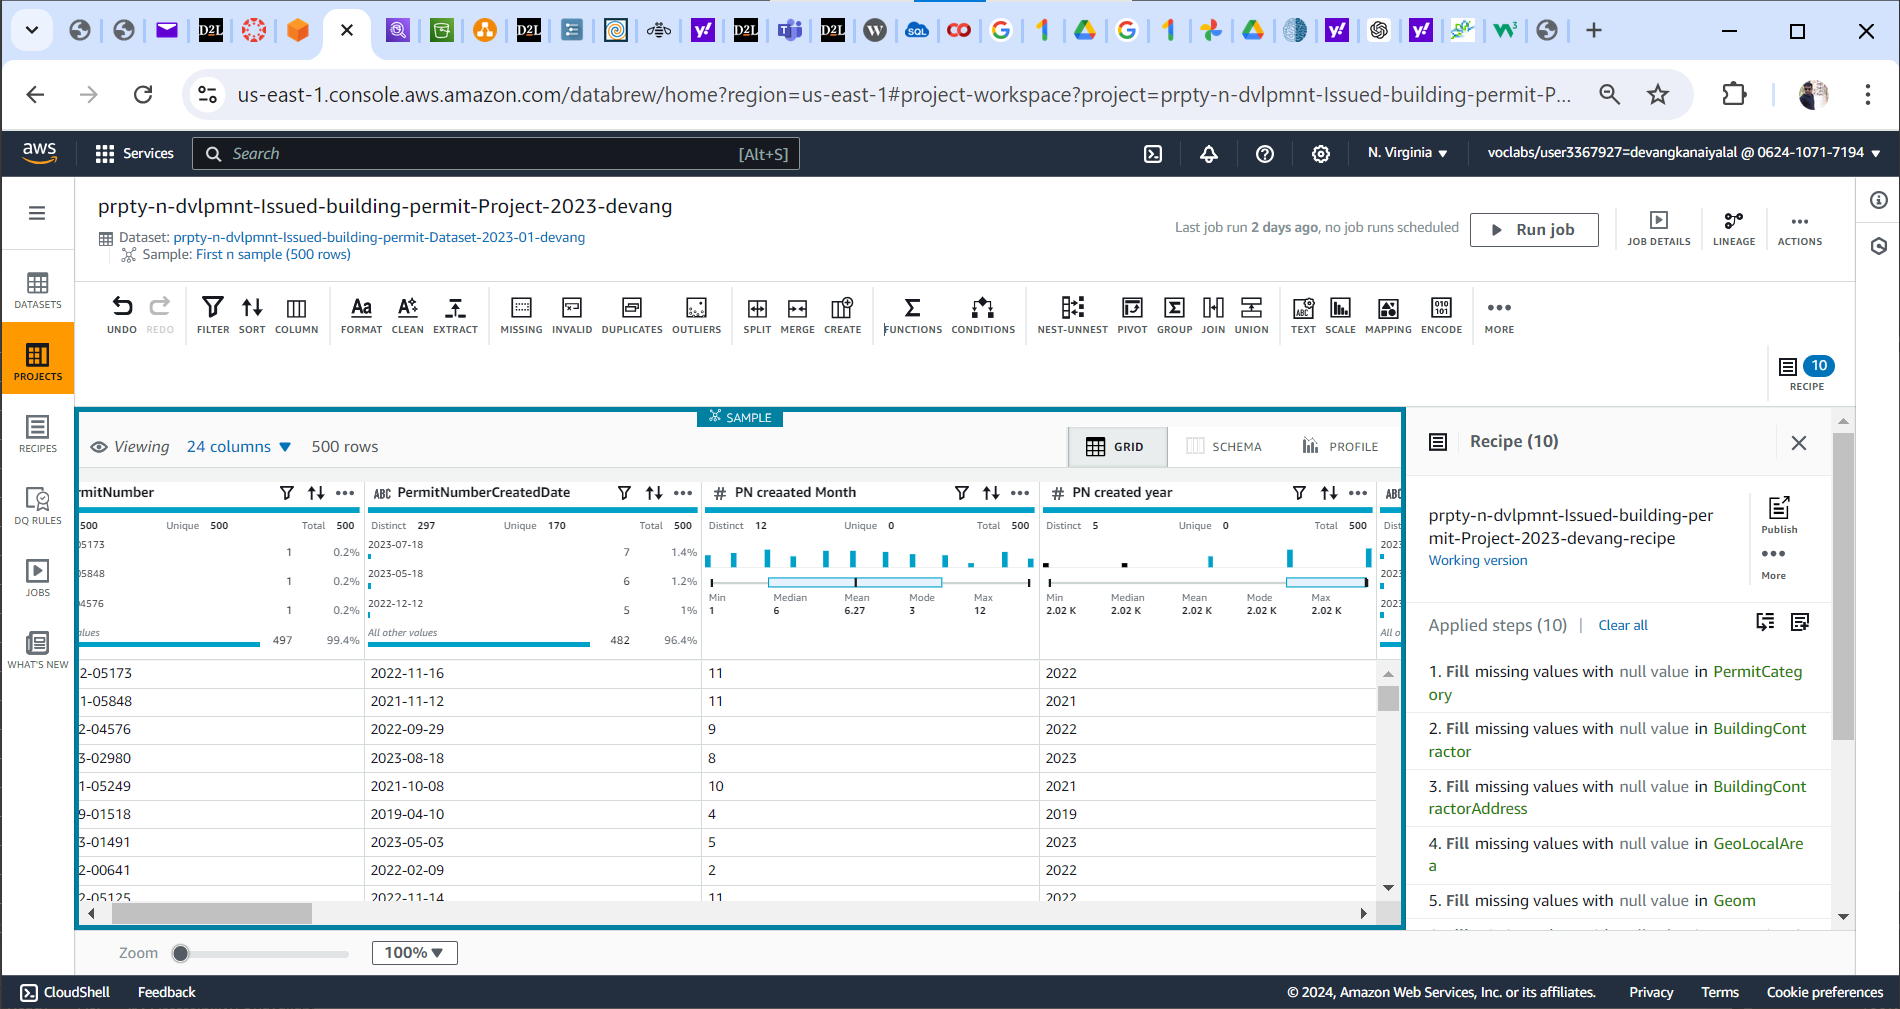 us-east-1.console.aws.amazon.com/databrew/home?region=us-east-1#project-workspace?project=prpty-n-dvlpmnt-Issued-building-permit-P...
aws
Services
Search
[Alt+S]
N. Virginia
voclabs/user3367927=devangkanaiyalal @ 0624-1071-7194
prpty-n-dvlpmnt-Issued-building-permit-Project-2023-devang
Dataset: prpty-n-dvlpmnt-Issued-building-permit-Dataset-2023-01-devang
Sample: First n sample (500 rows)
Last job run 2 days ago, no job runs scheduled
Run job
JOB DETAILS
LINEAGE
ACTIONS
DATASETS
PROJECTS
RECIPES
DQ RULES
JOBS
WHAT'S NEW
UNDO REDO FILTER SORT COLUMN FORMAT CLEAN EXTRACT MISSING INVALID DUPLICATES OUTLIERS SPLIT MERGE CREATE FUNCTIONS CONDITIONS NEST-UNNEST PIVOT GROUP JOIN UNION TEXT SCALE MAPPING ENCODE MORE
10
RECIPE
SAMPLE
Viewing 24 columns 500 rows
GRID SCHEMA PROFILE
rmitNumber ABC PermitNumberCreatedDate # PN creaated Month # PN created year ABC
500 Unique 500 Total 500 Distinct 297 Unique 170 Total 500 Distinct 12 Unique 0 Total 500 Distinct 5 Unique 0 Total 500 Dist
05173 1 0.2% 2023-07-18 7 1.4% 2023
05848 1 0.2% 2023-05-18 6 1.2% 2023
04576 1 0.2% 2022-12-12 5 1% 2023
Min Median Mean Mode Max Min Median Mean Mode Max
1 6 6.27 3 12 2.02 K 2.02 K 2.02 K 2.02 K 2.02 K
alues 497 99.4% All other values 482 96.4% All o
2-05173 2022-11-16 11 2022
1-05848 2021-11-12 11 2021
2-04576 2022-09-29 9 2022
3-02980 2023-08-18 8 2023
1-05249 2021-10-08 10 2021
9-01518 2019-04-10 4 2019
3-01491 2023-05-03 5 2023
2-00641 2022-02-09 2 2022
2-05125 2022-11-14 11 2022
Zoom 100%
Recipe (10)
prpty-n-dvlpmnt-Issued-building-per
mit-Project-2023-devang-recipe
Working version
Publish
More
Applied steps (10) | Clear all
1. Fill missing values with null value in PermitCateg
ory
2. Fill missing values with null value in BuildingCont
ractor
3. Fill missing values with null value in BuildingCont
ractorAddress
4. Fill missing values with null value in GeoLocalAre
a
5. Fill missing values with null value in Geom
CloudShell Feedback
© 2024, Amazon Web Services, Inc. or its affiliates. Privacy Terms Cookie preferences